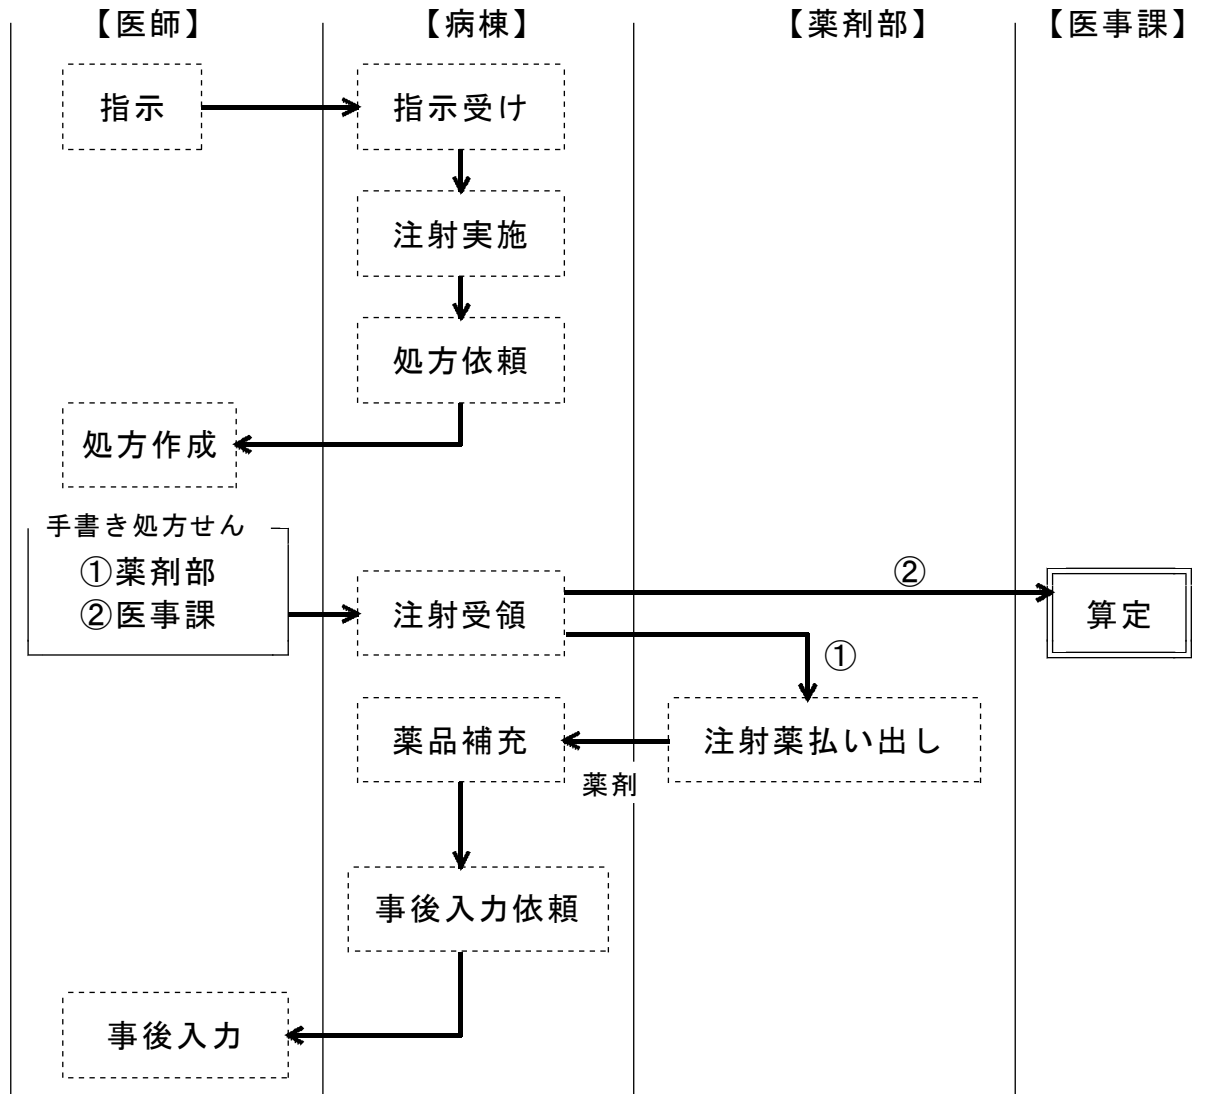 【医師】 【病棟】 【薬剤部】 【医事課】
指示 指示受け
注射実施
処方依頼
処方作成
手書き処方せん
①薬剤部
②医事課
注射受領
②
算定
①
薬品補充 注射薬払い出し
薬剤
事後入力依頼
事後入力